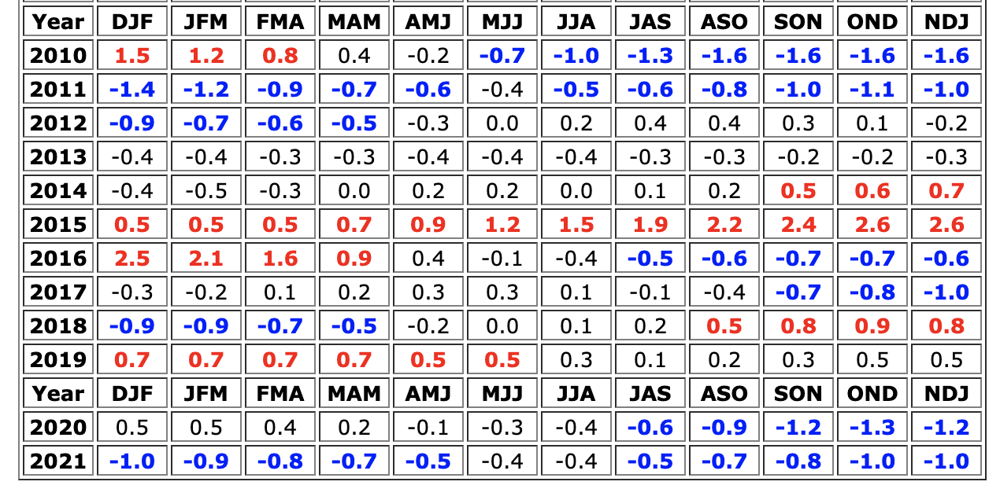 Year DJF JFM FMA MAM AMJ MJJ JJA JAS ASO SON OND NDJ
2010 1.5 1.2 0.8 0.4 -0.2 -0.7 -1.0 -1.3 -1.6 -1.6 -1.6 -1.6
2011 -1.4 -1.2 -0.9 -0.7 -0.6 -0.4 -0.5 -0.6 -0.8 -1.0 -1.1 -1.0
2012 -0.9 -0.7 -0.6 -0.5 -0.3 0.0 0.2 0.4 0.4 0.3 0.1 -0.2
2013 -0.4 -0.4 -0.3 -0.3 -0.4 -0.4 -0.4 -0.3 -0.3 -0.2 -0.2 -0.3
2014 -0.4 -0.5 -0.3 0.0 0.2 0.2 0.0 0.1 0.2 0.5 0.6 0.7
2015 0.5 0.5 0.5 0.7 0.9 1.2 1.5 1.9 2.2 2.4 2.6 2.6
2016 2.5 2.1 1.6 0.9 0.4 -0.1 -0.4 -0.5 -0.6 -0.7 -0.7 -0.6
2017 -0.3 -0.2 0.1 0.2 0.3 0.3 0.1 -0.1 -0.4 -0.7 -0.8 -1.0
2018 -0.9 -0.9 -0.7 -0.5 -0.2 0.0 0.1 0.2 0.5 0.8 0.9 0.8
2019 0.7 0.7 0.7 0.7 0.5 0.5 0.3 0.1 0.2 0.3 0.5 0.5
Year DJF JFM FMA MAM AMJ MJJ JJA JAS ASO SON OND NDJ
2020 0.5 0.5 0.4 0.2 -0.1 -0.3 -0.4 -0.6 -0.9 -1.2 -1.3 -1.2
2021 -1.0 -0.9 -0.8 -0.7 -0.5 -0.4 -0.4 -0.5 -0.7 -0.8 -1.0 -1.0